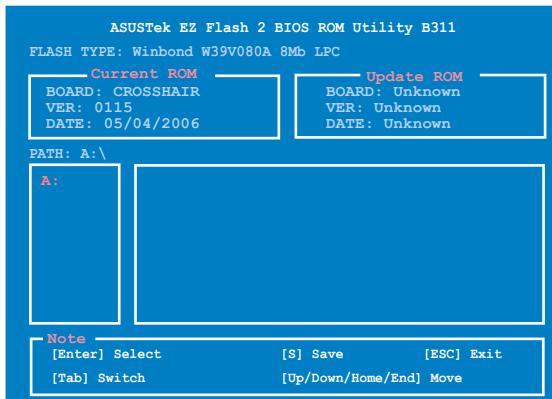 ASUSTek EZ Flash 2 BIOS ROM Utility B311
FLASH TYPE: Winbond W39V080A 8Mb LPC
Current ROM
BOARD: CROSSHAIR
VER: 0115
DATE: 05/04/2006
Update ROM
BOARD: Unknown
VER: Unknown
DATE: Unknown
PATH: A:\
A:
Note
[Enter] Select [S] Save [ESC] Exit
[Tab] Switch [Up/Down/Home/End] Move